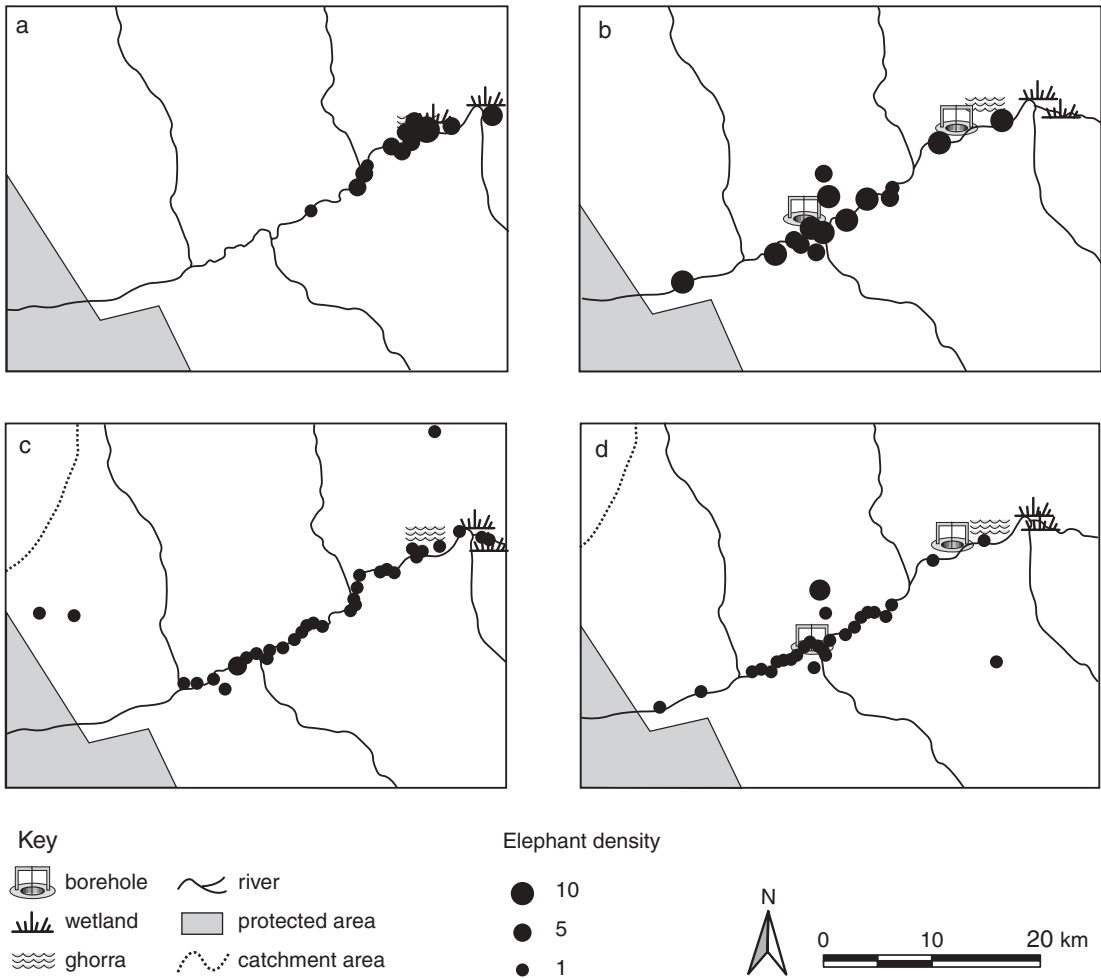 a
b
c
d
Key
borehole
river
wetland
protected area
ghorra
catchment area
Elephant density
10
5
1
N
0 10 20 km